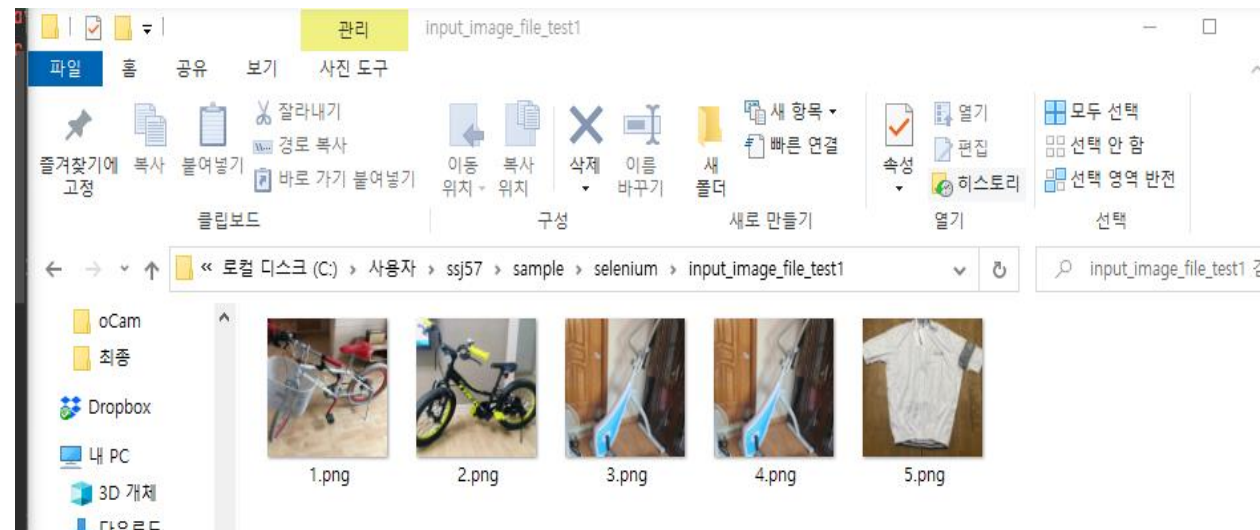 관리 input_image_file_test1
파일 홈 공유 보기 사진 도구
즐겨찾기에 고정
복사
붙여넣기
잘라내기
경로 복사
바로 가기 붙여넣기
클립보드
이동 위치
복사 위치
삭제
이름 바꾸기
구성
새 폴더
새 항목
빠른 연결
새로 만들기
속성
열기
편집
히스토리
열기
모두 선택
선택 안 함
선택 영역 반전
선택
« 로컬 디스크 (C:) › 사용자 › ssj57 › sample › selenium › input_image_file_test1
input_image_file_test1
oCam
최종
Dropbox
내 PC
3D 개체
1.png 2.png 3.png 4.png 5.png